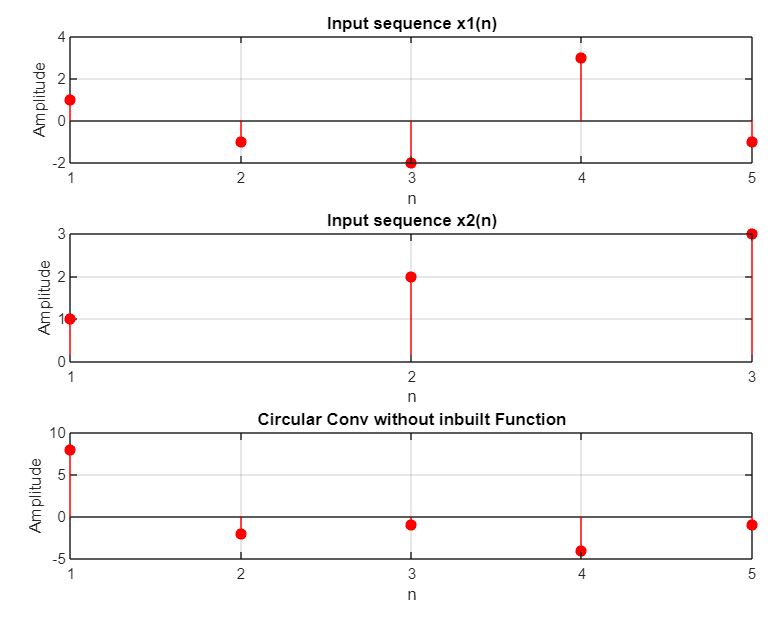 Input sequence x1(n)
4
2
0
-2
Amplitude
1 2 3 4 5
n
Input sequence x2(n)
3
2
1
0
Amplitude
1 2 3
n
Circular Conv without inbuilt Function
10
5
0
-5
Amplitude
1 2 3 4 5
n